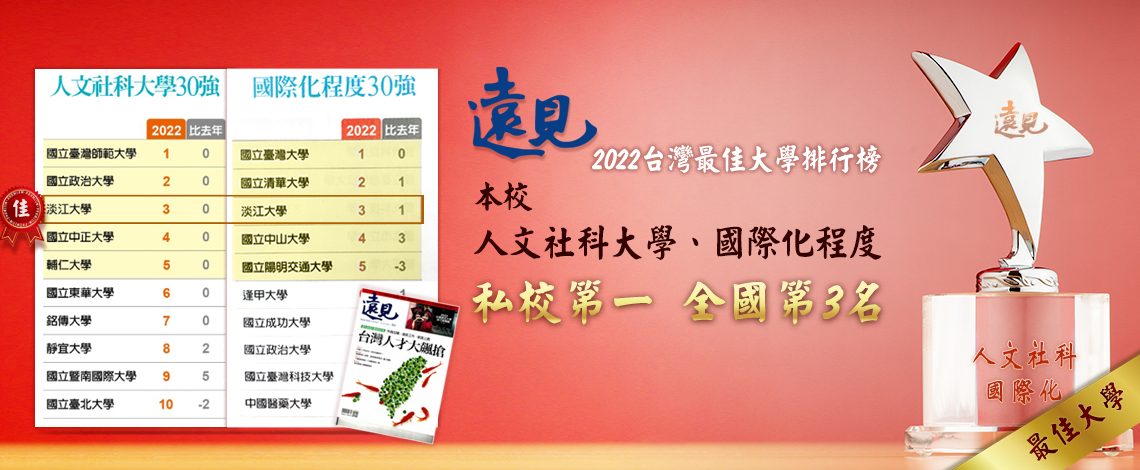 人文社科大學30強
2022 比去年
國立臺灣師範大學 1 0
國立政治大學 2 0
佳
淡江大學 3 0
國立中正大學 4 0
輔仁大學 5 0
國立東華大學 6 0
銘傳大學 7 0
靜宜大學 8 2
國立暨南國際大學 9 5
國立臺北大學 10 -2
國際化程度30強
2022 比去年
國立臺灣大學 1 0
國立清華大學 2 1
淡江大學 3 1
國立中山大學 4 3
國立陽明交通大學 5 -3
逢甲大學
國立成功大學
國立政治大學
國立臺灣科技大學
中國醫藥大學
遠見
台灣人才大飆搶
遠見
2022台灣最佳大學排行榜
本校
人文社科大學、國際化程度
私校第一 全國第3名
遠見
人文社科
國際化
最佳大學